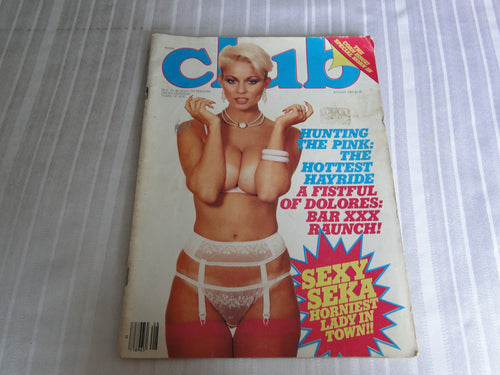 club
HUNTING
THE PINK:
THE
HOTTEST
HAYRIDE
A FISTFUL
OF DOLORES:
BAR XXX
RAUNCH!
SEXY
SEKA
HORNIEST
LADY IN
TOWN!!